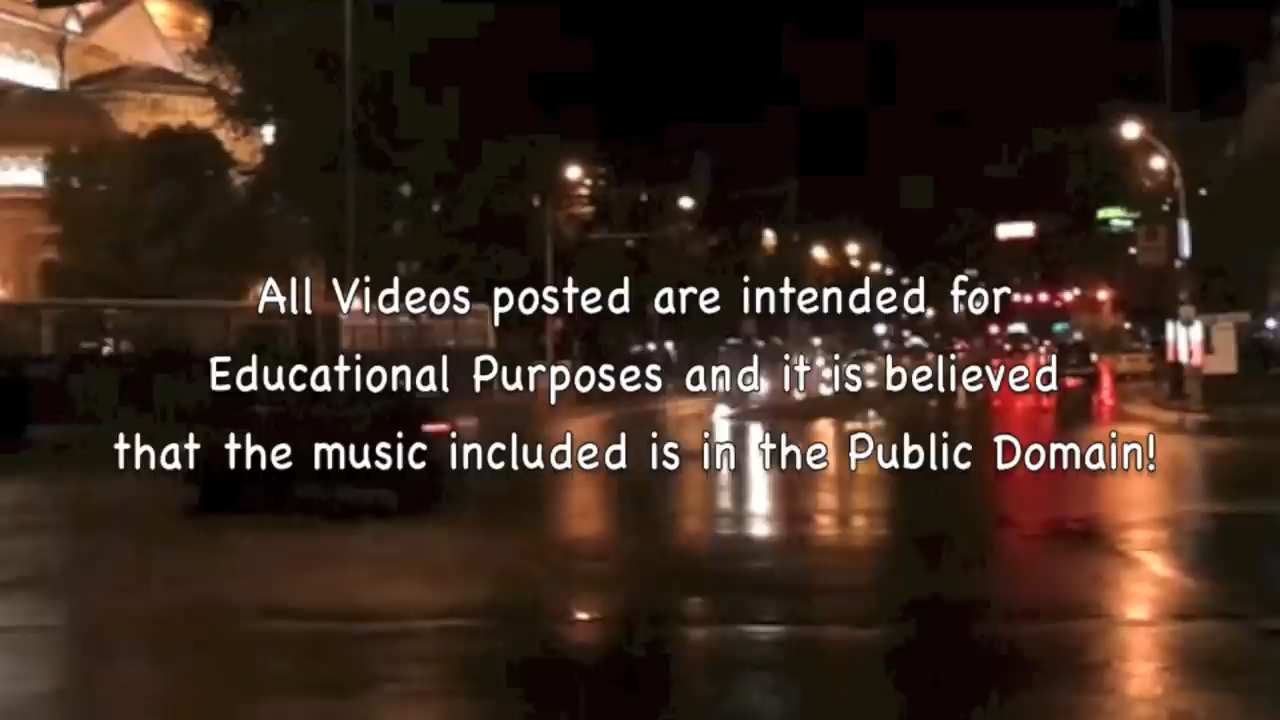 All Videos posted are intended for
Educational Purposes and it is believed
that the music included is in the Public Domain!